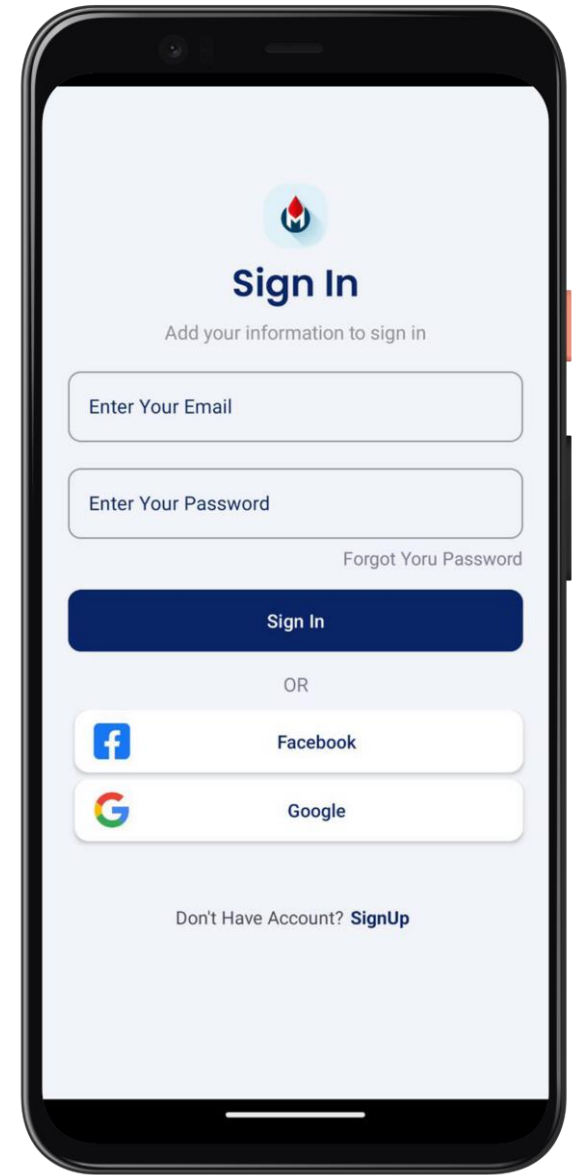 Sign In
Add your information to sign in
Enter Your Email
Enter Your Password
Forgot Yoru Password
Sign In
OR
Facebook
Google
Don't Have Account? SignUp